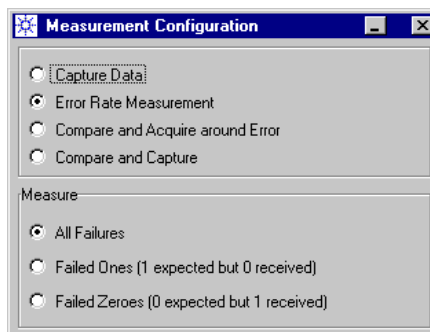 Measurement Configuration
Capture Data
Error Rate Measurement
Compare and Acquire around Error
Compare and Capture
Measure
All Failures
Failed Ones (1 expected but 0 received)
Failed Zeroes (0 expected but 1 received)